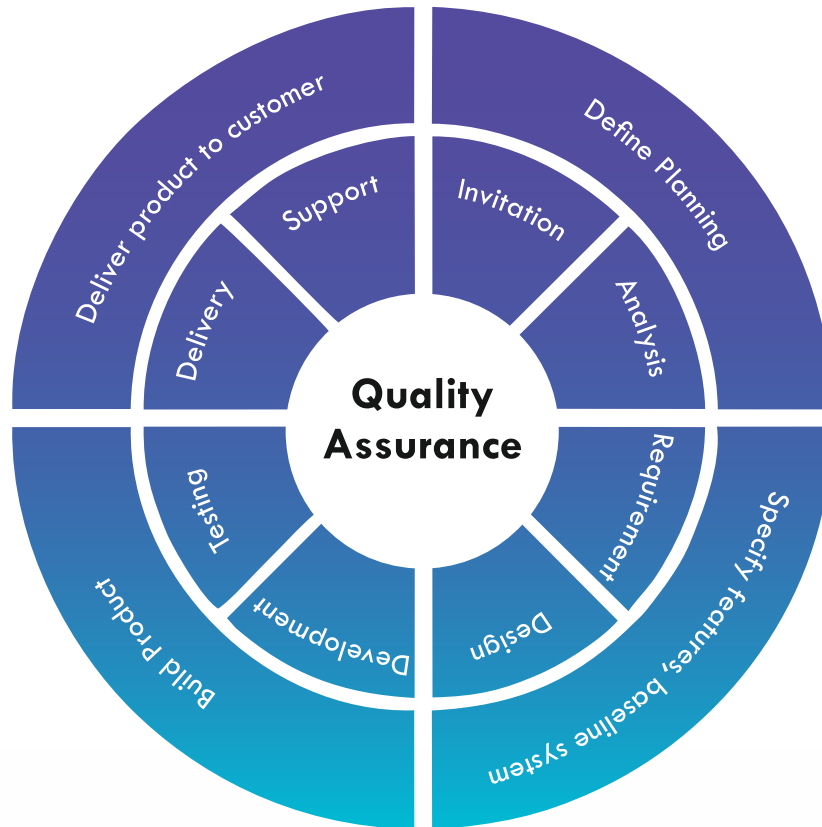 Quality
Assurance
Define Planning
Specify features, baseline system
Build Product
Deliver product to customer
Invitation
Analysis
Requirement
Design
Development
Testing
Delivery
Support